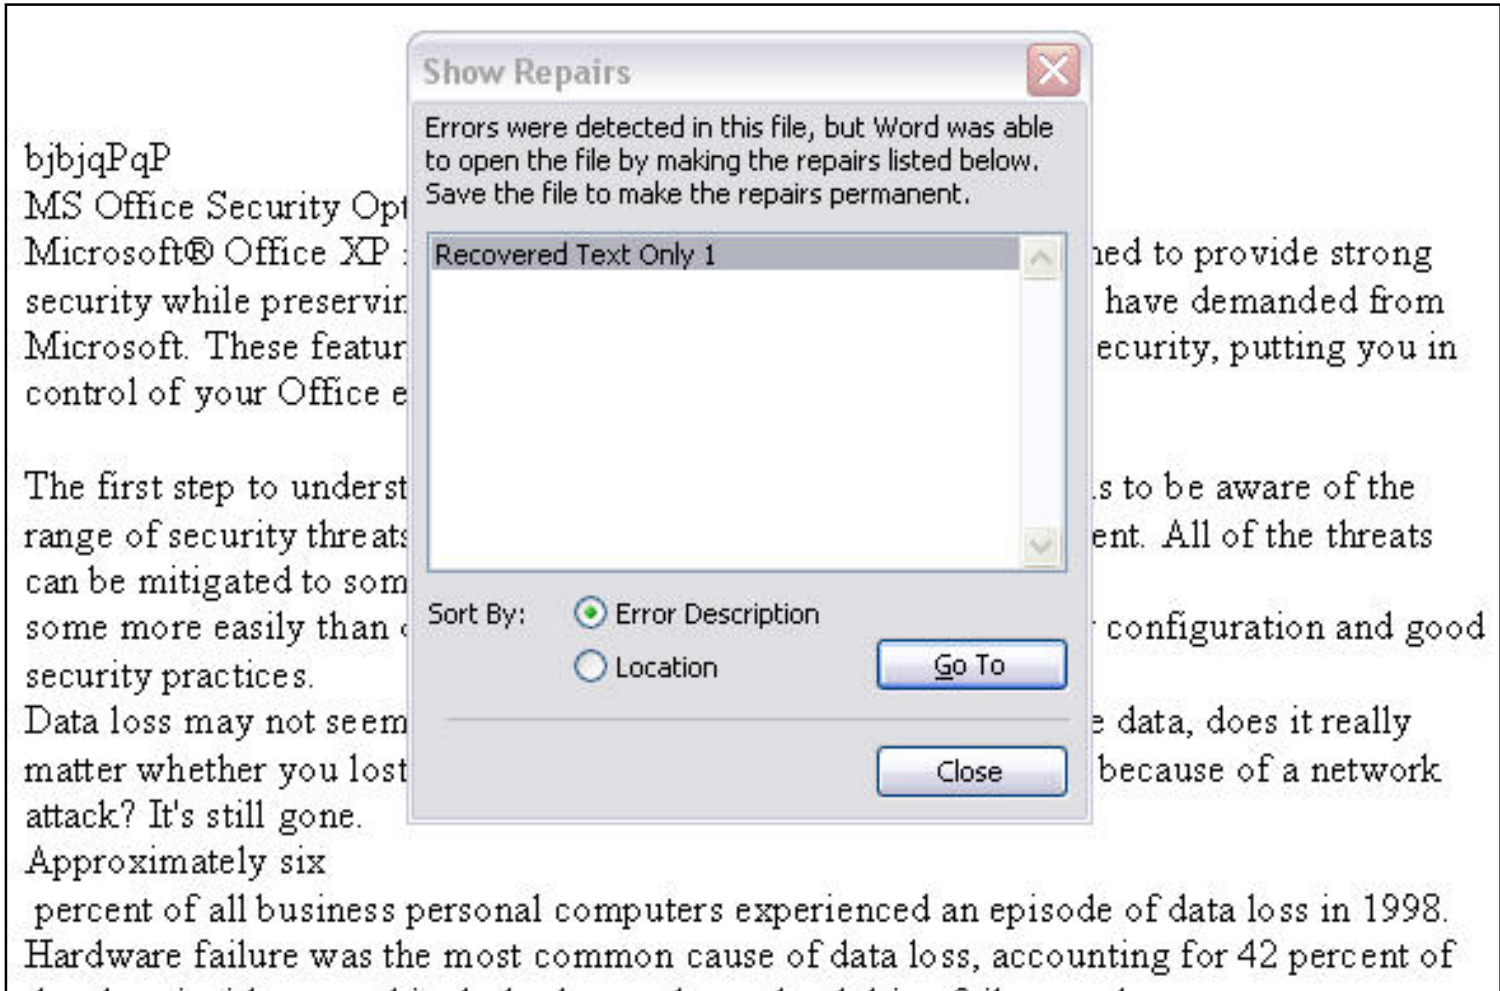 Show Repairs
Errors were detected in this file, but Word was able
to open the file by making the repairs listed below.
Save the file to make the repairs permanent.
Recovered Text Only 1
Sort By:
Error Description
Location
Go To
Close
bjbjqPqP
MS Office Security Opt
Microsoft® Office XP ned to provide strong
security while preservin have demanded from
Microsoft. These featur ecurity, putting you in
control of your Office e
The first step to underst s to be aware of the
range of security threats ent. All of the threats
can be mitigated to som
some more easily than configuration and good
security practices.
Data loss may not seem e data, does it really
matter whether you lost because of a network
attack? It's still gone.
Approximately six
percent of all business personal computers experienced an episode of data loss in 1998.
Hardware failure was the most common cause of data loss, accounting for 42 percent of